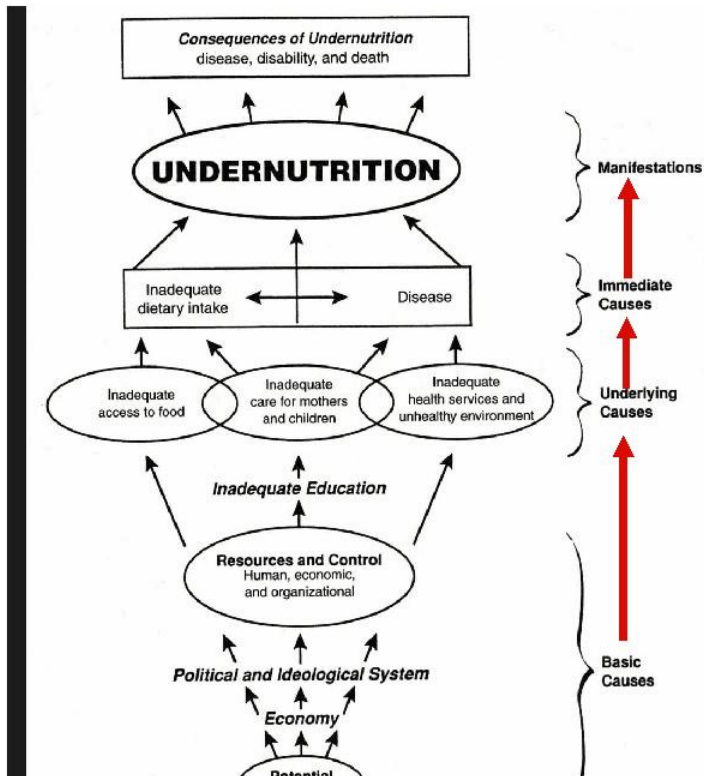 Consequences of Undernutrition
disease, disability, and death
UNDERNUTRITION
Manifestations
Inadequate
dietary intake
Disease
Immediate
Causes
Inadequate
access to food
Inadequate
care for mothers
and children
Inadequate
health services and
unhealthy environment
Underlying
Causes
Inadequate Education
Resources and Control
Human, economic,
and organizational
Political and Ideological System
Basic
Causes
Economy
Potential